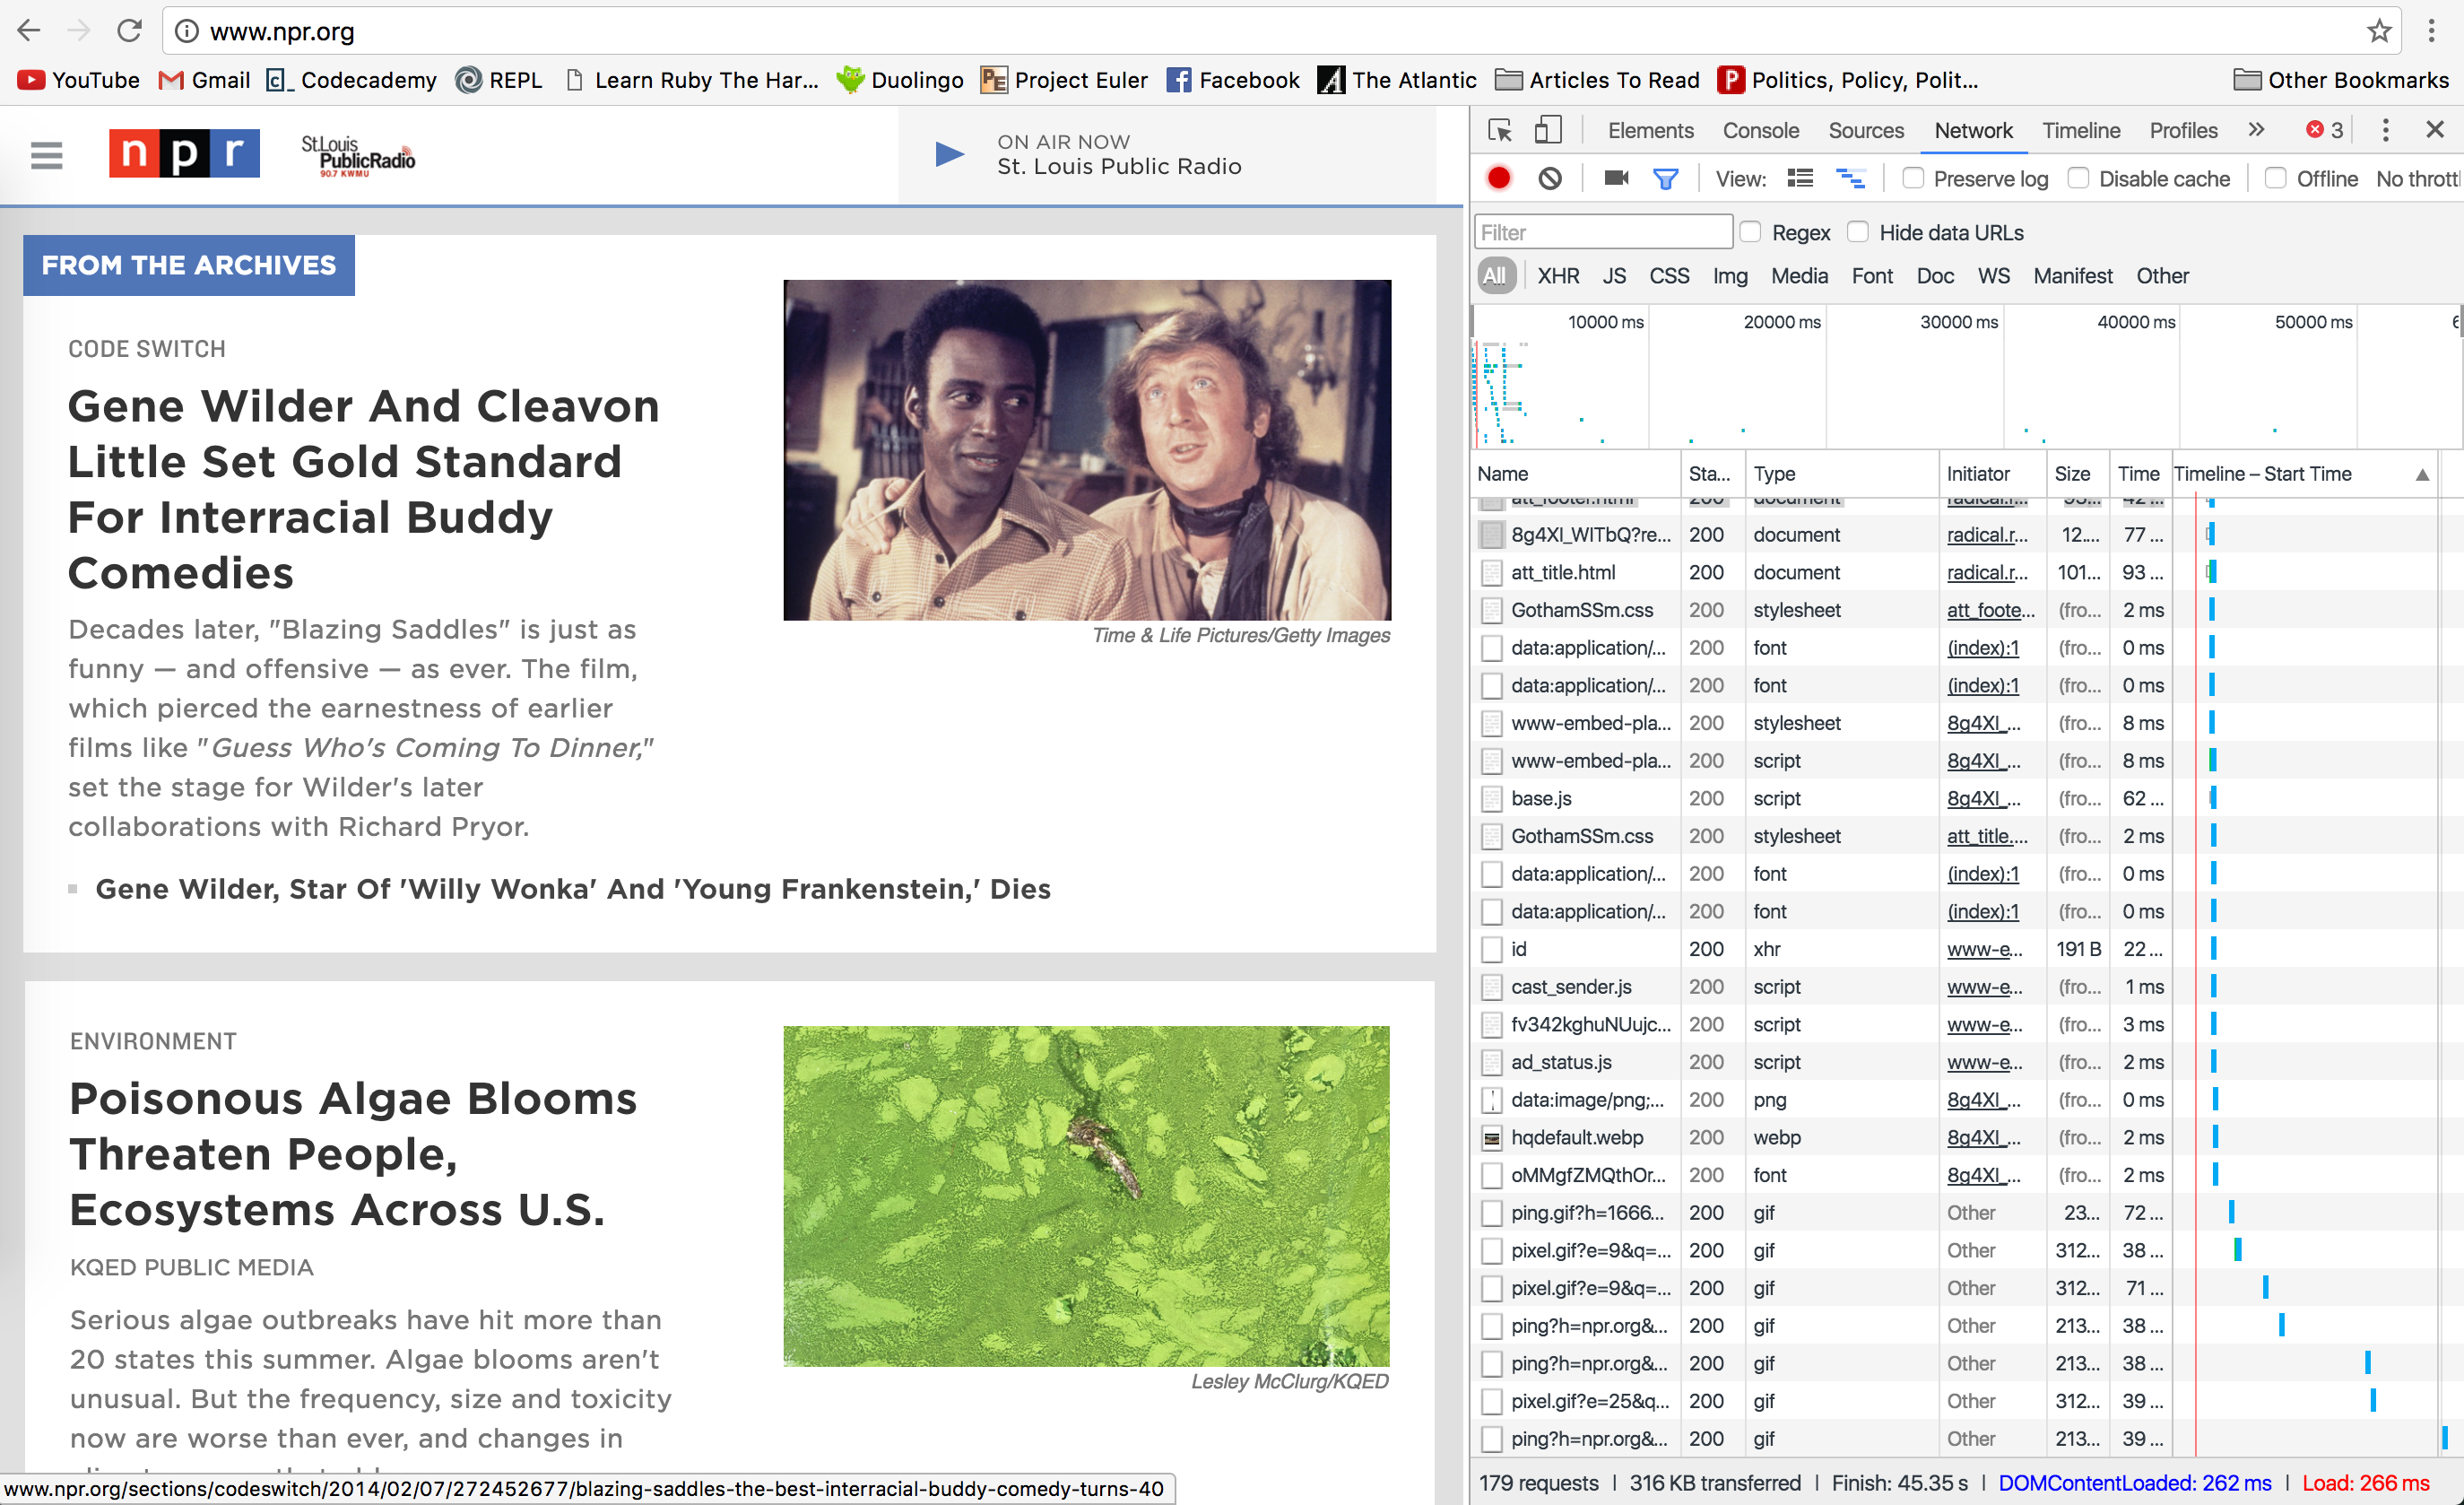 www.npr.org
YouTube Gmail Codecademy REPL Learn Ruby The Har... Duolingo Project Euler Facebook The Atlantic Articles To Read Politics, Policy, Polit... Other Bookmarks
npr
St.Louis
PublicRadio
90.7 KWMU
ON AIR NOW
St. Louis Public Radio
FROM THE ARCHIVES
CODE SWITCH
Gene Wilder And Cleavon
Little Set Gold Standard
For Interracial Buddy
Comedies
Decades later, "Blazing Saddles" is just as
funny — and offensive — as ever. The film,
which pierced the earnestness of earlier
films like "Guess Who's Coming To Dinner,"
set the stage for Wilder's later
collaborations with Richard Pryor.
Time & Life Pictures/Getty Images
Gene Wilder, Star Of 'Willy Wonka' And 'Young Frankenstein,' Dies
ENVIRONMENT
Poisonous Algae Blooms
Threaten People,
Ecosystems Across U.S.
KQED PUBLIC MEDIA
Serious algae outbreaks have hit more than
20 states this summer. Algae blooms aren't
unusual. But the frequency, size and toxicity
now are worse than ever, and changes in
Lesley McClurg/KQED
www.npr.org/sections/codeswitch/2014/02/07/272452677/blazing-saddles-the-best-interracial-buddy-comedy-turns-40
Elements Console Sources Network Timeline Profiles » 3
View: Preserve log Disable cache Offline No thrott
Filter Regex Hide data URLs
All XHR JS CSS Img Media Font Doc WS Manifest Other
10000 ms 20000 ms 30000 ms 40000 ms 50000 ms
Name Sta... Type Initiator Size Time Timeline – Start Time
att_footer.html 200 document radical.r... 93... 42 ...
8g4XI_WlTbQ?re... 200 document radical.r... 12.... 77 ...
att_title.html 200 document radical.r... 101... 93 ...
GothamSSm.css 200 stylesheet att_foote... (fro... 2 ms
data:application/... 200 font (index):1 (fro... 0 ms
data:application/... 200 font (index):1 (fro... 0 ms
www-embed-pla... 200 stylesheet 8g4XI_... (fro... 8 ms
www-embed-pla... 200 script 8g4XI_... (fro... 8 ms
base.js 200 script 8g4XI_... (fro... 62 ...
GothamSSm.css 200 stylesheet att_title.... (fro... 2 ms
data:application/... 200 font (index):1 (fro... 0 ms
data:application/... 200 font (index):1 (fro... 0 ms
id 200 xhr www-e... 191 B 22 ...
cast_sender.js 200 script www-e... (fro... 1 ms
fv342kghuNUujc... 200 script www-e... (fro... 3 ms
ad_status.js 200 script www-e... (fro... 2 ms
data:image/png;... 200 png 8g4XI_... (fro... 0 ms
hqdefault.webp 200 webp 8g4XI_... (fro... 2 ms
oMMgfZMQthOr... 200 font 8g4XI_... (fro... 2 ms
ping.gif?h=1666... 200 gif Other 23... 72 ...
pixel.gif?e=9&q=... 200 gif Other 312... 38 ...
pixel.gif?e=9&q=... 200 gif Other 312... 71 ...
ping?h=npr.org&... 200 gif Other 213... 38 ...
ping?h=npr.org&... 200 gif Other 213... 38 ...
pixel.gif?e=25&q... 200 gif Other 312... 39 ...
ping?h=npr.org&... 200 gif Other 213... 39 ...
179 requests | 316 KB transferred | Finish: 45.35 s | DOMContentLoaded: 262 ms | Load: 266 ms